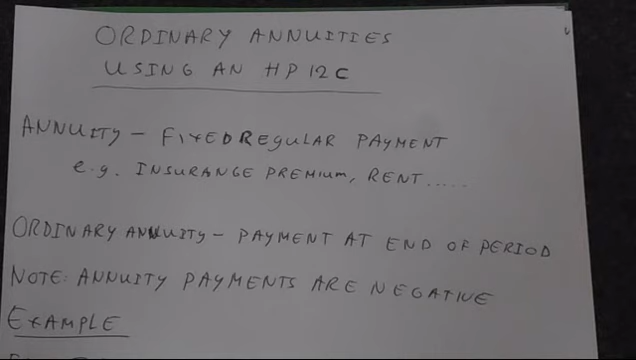 ORDINARY ANNUITIES
USING AN HP 12C
ANNUITY - FIXED REGULAR PAYMENT
e.g. INSURANCE PREMIUM, RENT.....
ORDINARY ANNUITY - PAYMENT AT END OF PERIOD
NOTE: ANNUITY PAYMENTS ARE NEGATIVE
EXAMPLE